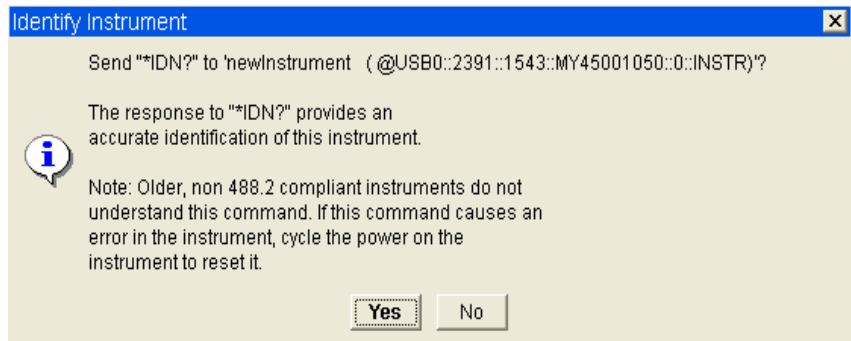 Identify Instrument
Send "*IDN?" to 'newInstrument ( @USB0::2391::1543::MY45001050::0::INSTR)'?
The response to "*IDN?" provides an
accurate identification of this instrument.
Note: Older, non 488.2 compliant instruments do not
understand this command. If this command causes an
error in the instrument, cycle the power on the
instrument to reset it.
Yes No